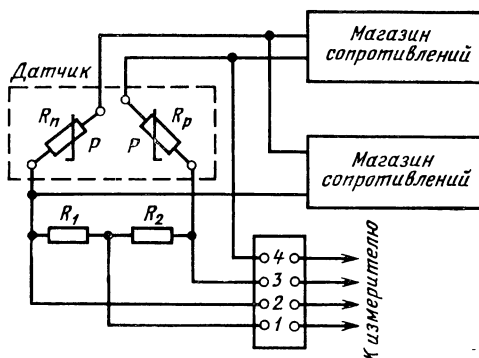 Магазин
сопротивлений
Датчик
Rп
P
P
Rр
Магазин
сопротивлений
R1
R2
4
3
2
1
К измерителю